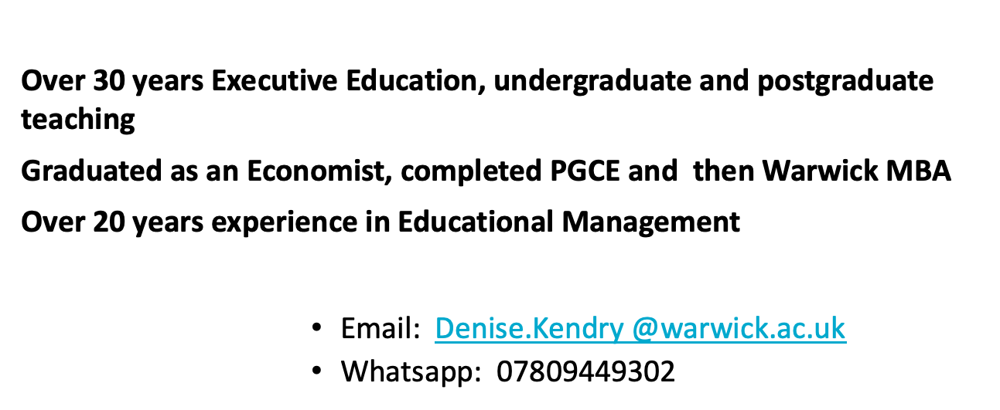 Over 30 years Executive Education, undergraduate and postgraduate
teaching
Graduated as an Economist, completed PGCE and  then Warwick MBA
Over 20 years experience in Educational Management
• Email:  Denise.Kendry @warwick.ac.uk
• Whatsapp:  07809449302